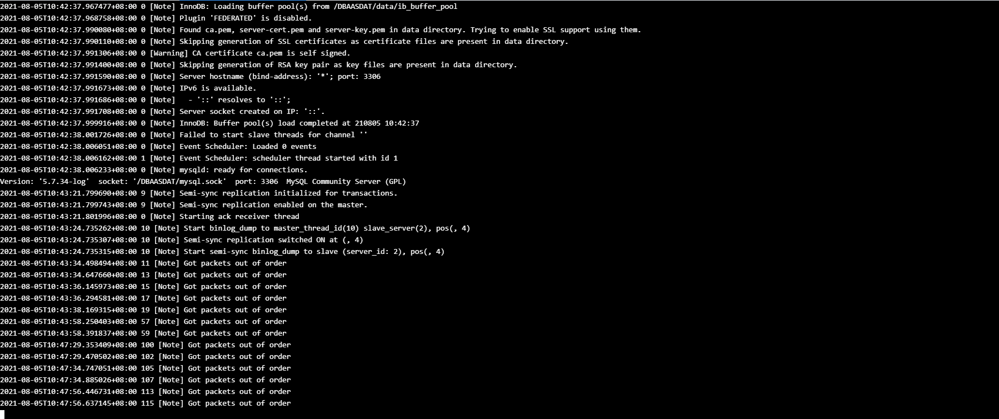 2021-08-05T10:42:37.967477+08:00 0 [Note] InnoDB: Loading buffer pool(s) from /DBAASDAT/data/ib_buffer_pool
2021-08-05T10:42:37.968758+08:00 0 [Note] Plugin 'FEDERATED' is disabled.
2021-08-05T10:42:37.990080+08:00 0 [Note] Found ca.pem, server-cert.pem and server-key.pem in data directory. Trying to enable SSL support using them.
2021-08-05T10:42:37.990110+08:00 0 [Note] Skipping generation of SSL certificates as certificate files are present in data directory.
2021-08-05T10:42:37.991306+08:00 0 [Warning] CA certificate ca.pem is self signed.
2021-08-05T10:42:37.991400+08:00 0 [Note] Skipping generation of RSA key pair as key files are present in data directory.
2021-08-05T10:42:37.991590+08:00 0 [Note] Server hostname (bind-address): '*'; port: 3306
2021-08-05T10:42:37.991673+08:00 0 [Note] IPv6 is available.
2021-08-05T10:42:37.991686+08:00 0 [Note]   - '::' resolves to '::';
2021-08-05T10:42:37.991708+08:00 0 [Note] Server socket created on IP: '::'.
2021-08-05T10:42:37.999916+08:00 0 [Note] InnoDB: Buffer pool(s) load completed at 210805 10:42:37
2021-08-05T10:42:38.001726+08:00 0 [Note] Failed to start slave threads for channel ''
2021-08-05T10:42:38.006051+08:00 0 [Note] Event Scheduler: Loaded 0 events
2021-08-05T10:42:38.006162+08:00 1 [Note] Event Scheduler: scheduler thread started with id 1
2021-08-05T10:42:38.006233+08:00 0 [Note] mysqld: ready for connections.
Version: '5.7.34-log'  socket: '/DBAASDAT/mysql.sock'  port: 3306  MySQL Community Server (GPL)
2021-08-05T10:43:21.799690+08:00 9 [Note] Semi-sync replication initialized for transactions.
2021-08-05T10:43:21.799743+08:00 9 [Note] Semi-sync replication enabled on the master.
2021-08-05T10:43:21.801996+08:00 0 [Note] Starting ack receiver thread
2021-08-05T10:43:24.735262+08:00 10 [Note] Start binlog_dump to master_thread_id(10) slave_server(2), pos(, 4)
2021-08-05T10:43:24.735307+08:00 10 [Note] Semi-sync replication switched ON at (, 4)
2021-08-05T10:43:24.735315+08:00 10 [Note] Start semi-sync binlog_dump to slave (server_id: 2), pos(, 4)
2021-08-05T10:43:34.498494+08:00 11 [Note] Got packets out of order
2021-08-05T10:43:34.647660+08:00 13 [Note] Got packets out of order
2021-08-05T10:43:36.145973+08:00 15 [Note] Got packets out of order
2021-08-05T10:43:36.294581+08:00 17 [Note] Got packets out of order
2021-08-05T10:43:38.169315+08:00 19 [Note] Got packets out of order
2021-08-05T10:43:58.250403+08:00 57 [Note] Got packets out of order
2021-08-05T10:43:58.391837+08:00 59 [Note] Got packets out of order
2021-08-05T10:47:29.353409+08:00 100 [Note] Got packets out of order
2021-08-05T10:47:29.470502+08:00 102 [Note] Got packets out of order
2021-08-05T10:47:34.747051+08:00 105 [Note] Got packets out of order
2021-08-05T10:47:34.885026+08:00 107 [Note] Got packets out of order
2021-08-05T10:47:56.446731+08:00 113 [Note] Got packets out of order
2021-08-05T10:47:56.637145+08:00 115 [Note] Got packets out of order